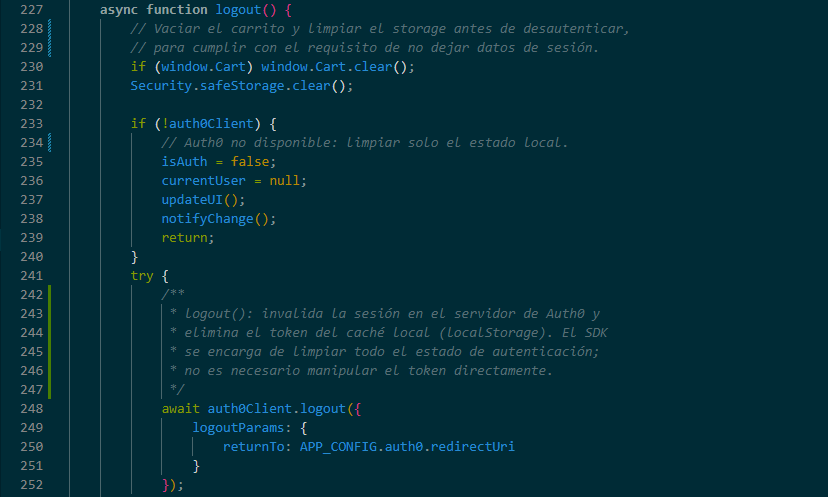 227 async function logout() {
228 // Vaciar el carrito y limpiar el storage antes de desautenticar,
229 // para cumplir con el requisito de no dejar datos de sesión.
230 if (window.Cart) window.Cart.clear();
231 Security.safeStorage.clear();
232
233 if (!auth0Client) {
234 // Auth0 no disponible: limpiar solo el estado local.
235 isAuth = false;
236 currentUser = null;
237 updateUI();
238 notifyChange();
239 return;
240 }
241 try {
242 /**
243 * logout(): invalida la sesión en el servidor de Auth0 y
244 * elimina el token del caché local (localStorage). El SDK
245 * se encarga de limpiar todo el estado de autenticación;
246 * no es necesario manipular el token directamente.
247 */
248 await auth0Client.logout({
249 logoutParams: {
250 returnTo: APP_CONFIG.auth0.redirectUri
251 }
252 });